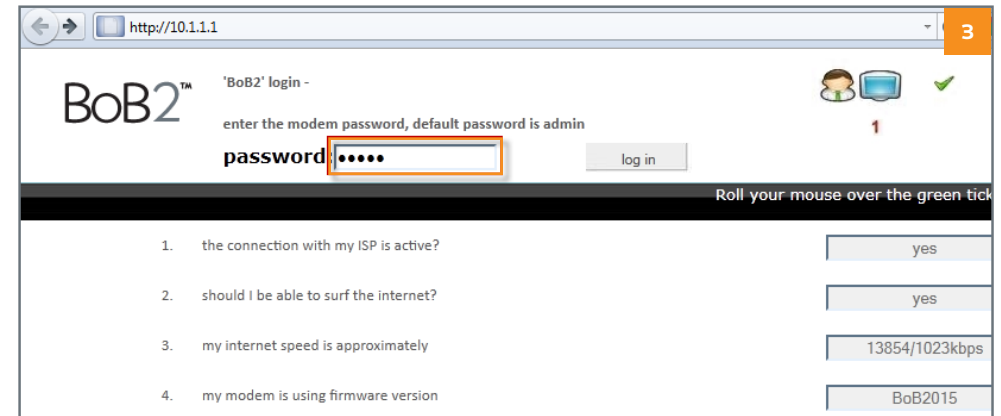 http://10.1.1.1
3
BoB2™
'BoB2' login -
enter the modem password, default password is admin
1
password:
log in
Roll your mouse over the green tick
1. the connection with my ISP is active? yes
2. should I be able to surf the internet? yes
3. my internet speed is approximately 13854/1023kbps
4. my modem is using firmware version BoB2015